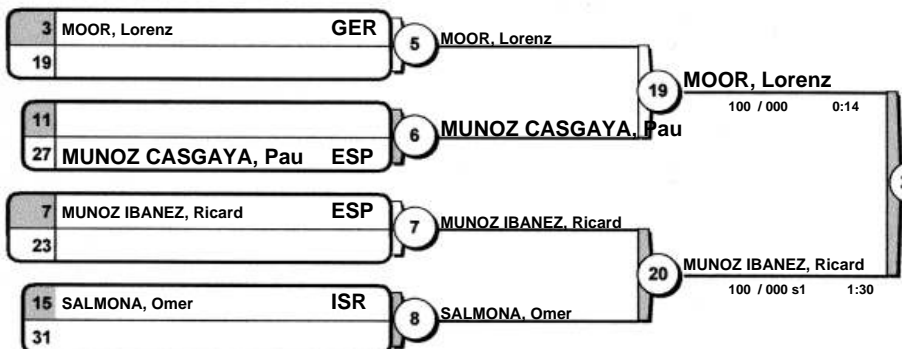 3 MOOR, Lorenz GER
19
5 MOOR, Lorenz
11
27 MUNOZ CASGAYA, Pau ESP
6 MUNOZ CASGAYA, Pau
19 MOOR, Lorenz
100 / 000 0:14
7 MUNOZ IBANEZ, Ricard ESP
23
7 MUNOZ IBANEZ, Ricard
15 SALMONA, Omer ISR
31
8 SALMONA, Omer
20 MUNOZ IBANEZ, Ricard
100 / 000 s1 1:30